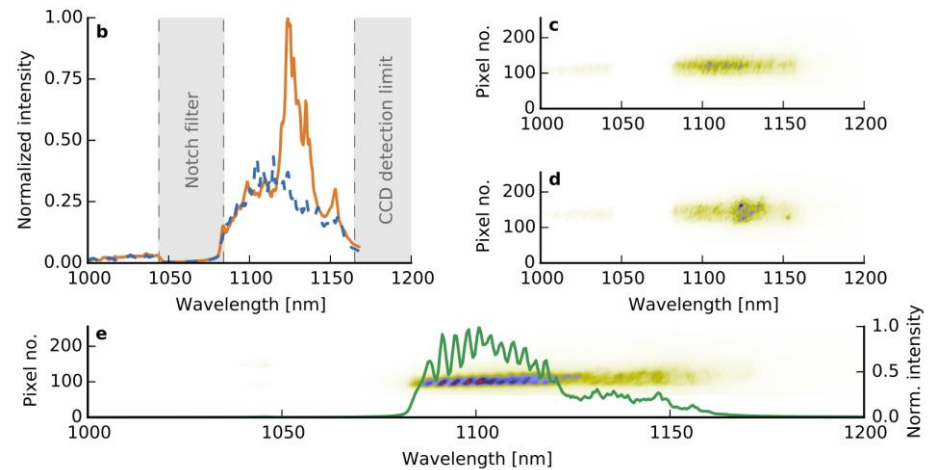 b
1.00
0.75
0.50
0.25
0.00
Normalized intensity
Notch filter
CCD detection limit
1000 1050 1100 1150 1200
Wavelength [nm]
c
200
100
0
Pixel no.
1000 1050 1100 1150 1200
d
200
100
0
Pixel no.
1000 1050 1100 1150 1200
Wavelength [nm]
e
200
100
0
Pixel no.
1.0
0.5
0.0
Norm. intensity
1000 1050 1100 1150 1200
Wavelength [nm]